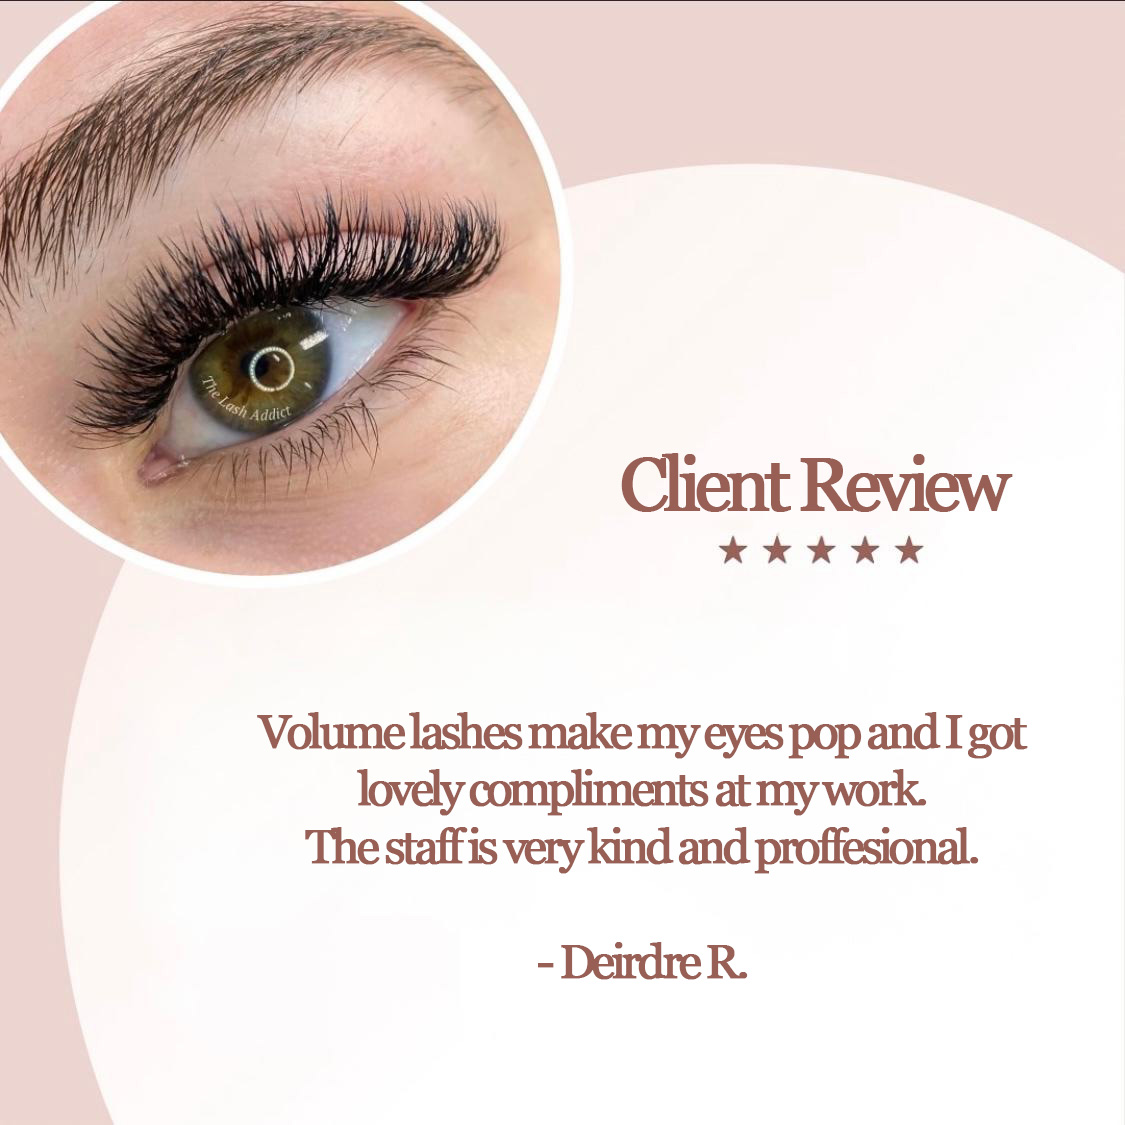 The Lash Addict
Client Review
Volume lashes make my eyes pop and I got
lovely compliments at my work.
The staff is very kind and proffesional.
- Deirdre R.